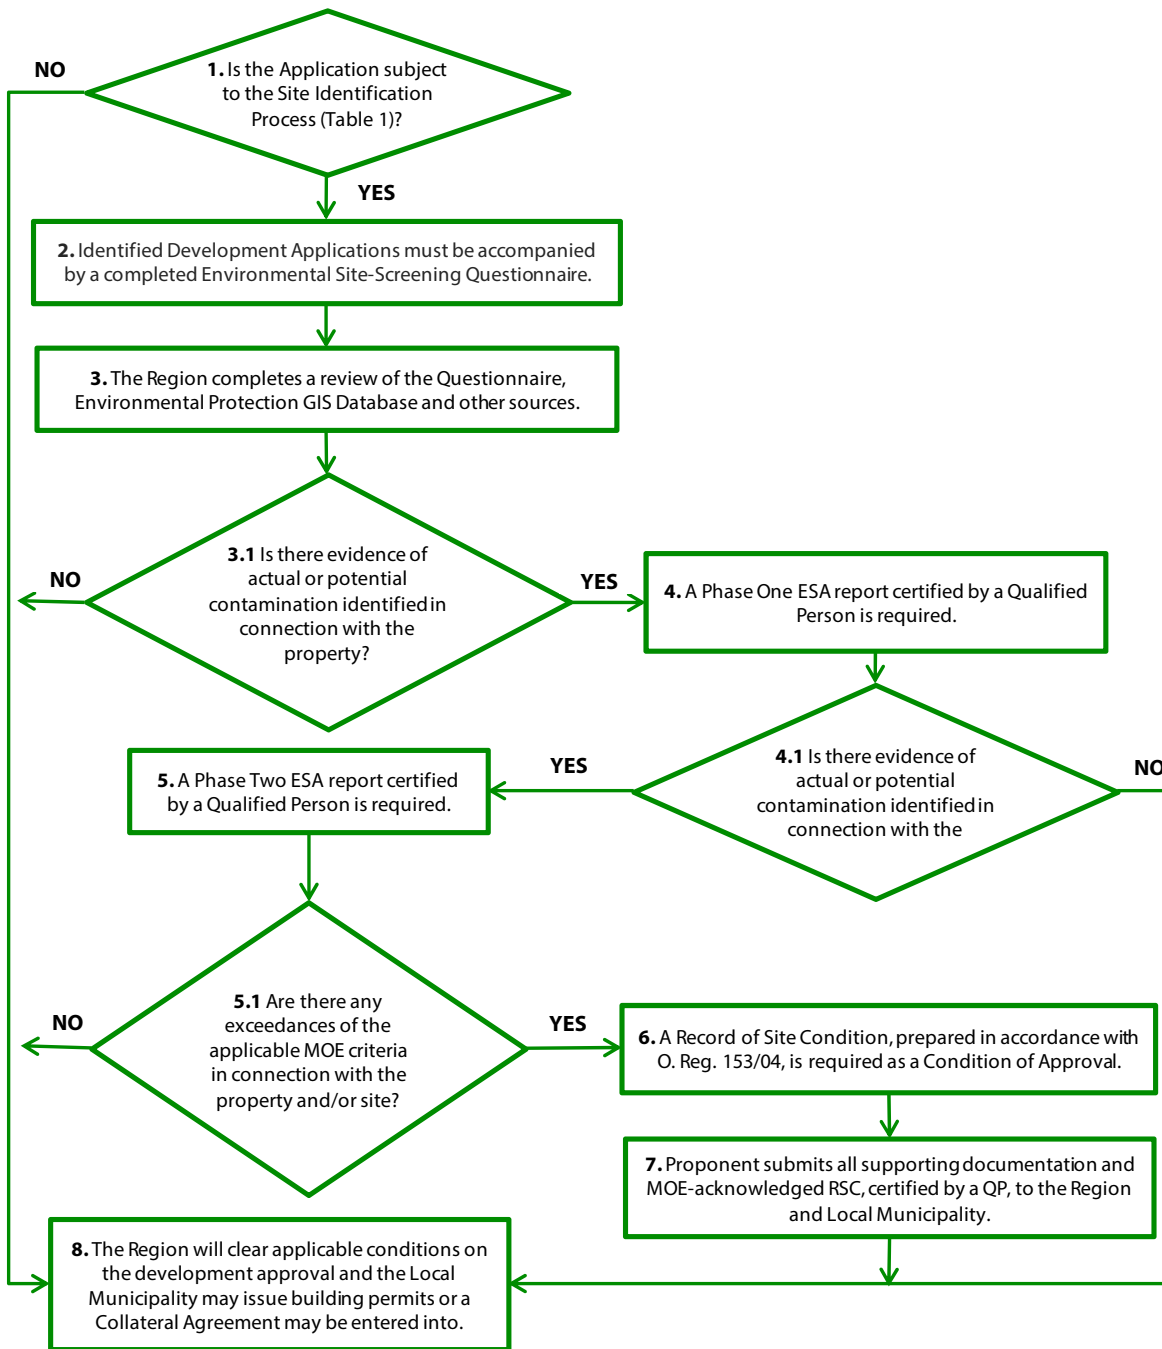 NO
1. Is the Application subject
to the Site Identification
Process (Table 1)?
YES
2. Identified Development Applications must be accompanied
by a completed Environmental Site-Screening Questionnaire.
3. The Region completes a review of the Questionnaire,
Environmental Protection GIS Database and other sources.
NO
3.1 Is there evidence of
actual or potential
contamination identified in
connection with the
property?
YES
4. A Phase One ESA report certified by a Qualified
Person is required.
4.1 Is there evidence of
actual or potential
contamination identified in
connection with the
NO
YES
5. A Phase Two ESA report certified
by a Qualified Person is required.
NO
5.1 Are there any
exceedances of the
applicable MOE criteria
in connection with the
property and/or site?
YES
6. A Record of Site Condition, prepared in accordance with
O. Reg. 153/04, is required as a Condition of Approval.
7. Proponent submits all supporting documentation and
MOE-acknowledged RSC, certified by a QP, to the Region
and Local Municipality.
8. The Region will clear applicable conditions on
the development approval and the Local
Municipality may issue building permits or a
Collateral Agreement may be entered into.